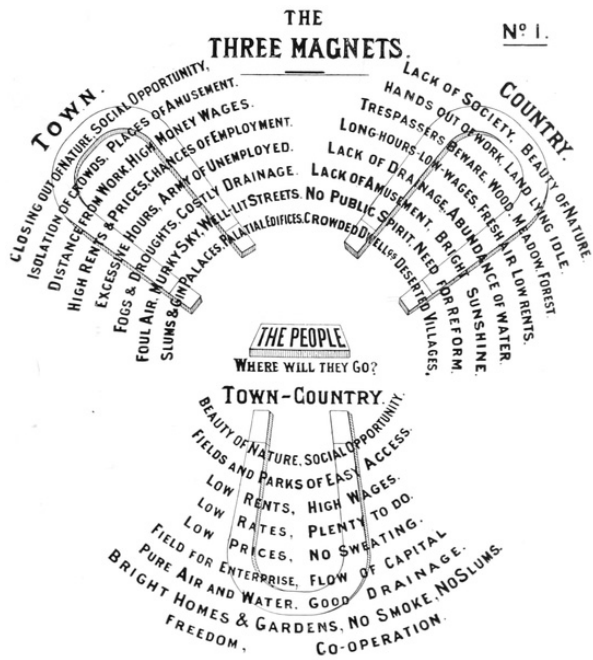 THE
THREE MAGNETS.
Nº 1.
TOWN.
CLOSING OUT OF NATURE. SOCIAL OPPORTUNITY,
ISOLATION OF CROWDS. PLACES OF AMUSEMENT.
DISTANCE FROM WORK. HIGH MONEY WAGES.
HIGH RENTS & PRICES. CHANCES OF EMPLOYMENT.
EXCESSIVE HOURS, ARMY OF UNEMPLOYED.
FOGS & DROUGHTS. COSTLY DRAINAGE.
FOUL AIR. MURKY SKY. WELL-LIT STREETS.
SLUMS & GIN PALACES. PALATIAL EDIFICES.
COUNTRY.
LACK OF SOCIETY. BEAUTY OF NATURE.
HANDS OUT OF WORK. LAND LYING IDLE.
TRESPASSERS BEWARE. WOOD, MEADOW, FOREST.
LONG-HOURS-LOW-WAGES. FRESH AIR. LOW RENTS.
LACK OF DRAINAGE. ABUNDANCE OF WATER.
LACK OF AMUSEMENT. BRIGHT SUNSHINE.
NO PUBLIC SPIRIT. NEED FOR REFORM.
CROWDED DWELLGS DESERTED VILLAGES,
THE PEOPLE
WHERE WILL THEY GO?
TOWN-COUNTRY.
BEAUTY OF NATURE. SOCIAL OPPORTUNITY.
FIELDS AND PARKS OF EASY ACCESS.
LOW RENTS, HIGH WAGES.
LOW RATES, PLENTY TO DO.
LOW PRICES, NO SWEATING.
FIELD FOR ENTERPRISE, FLOW OF CAPITAL
PURE AIR AND WATER. GOOD DRAINAGE.
BRIGHT HOMES & GARDENS, NO SMOKE, NO SLUMS.
FREEDOM, CO-OPERATION.